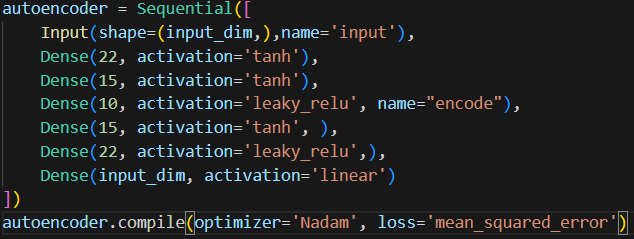 autoencoder = Sequential([
    Input(shape=(input_dim,),name='input'),
    Dense(22, activation='tanh'),
    Dense(15, activation='tanh'),
    Dense(10, activation='leaky_relu', name="encode"),
    Dense(15, activation='tanh', ),
    Dense(22, activation='leaky_relu',),
    Dense(input_dim, activation='linear')
])
autoencoder.compile(optimizer='Nadam', loss='mean_squared_error')